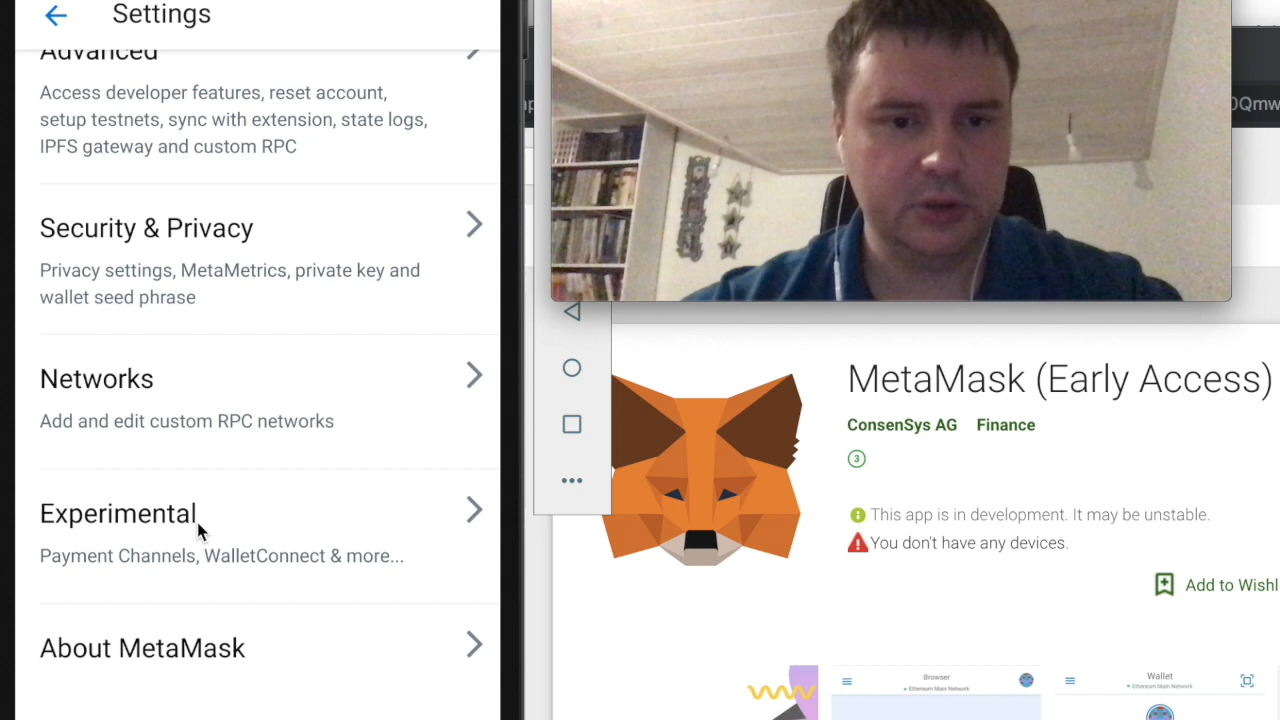 Settings
Advanced
Access developer features, reset account,
setup testnets, sync with extension, state logs,
IPFS gateway and custom RPC
Security & Privacy
Privacy settings, MetaMetrics, private key and
wallet seed phrase
Networks
Add and edit custom RPC networks
Experimental
Payment Channels, WalletConnect & more...
About MetaMask
0Qmw
MetaMask (Early Access)
ConsenSys AG Finance
3
This app is in development. It may be unstable.
You don't have any devices.
Add to Wishl
Browser
Ethereum Main Network
Wallet
Ethereum Main Network